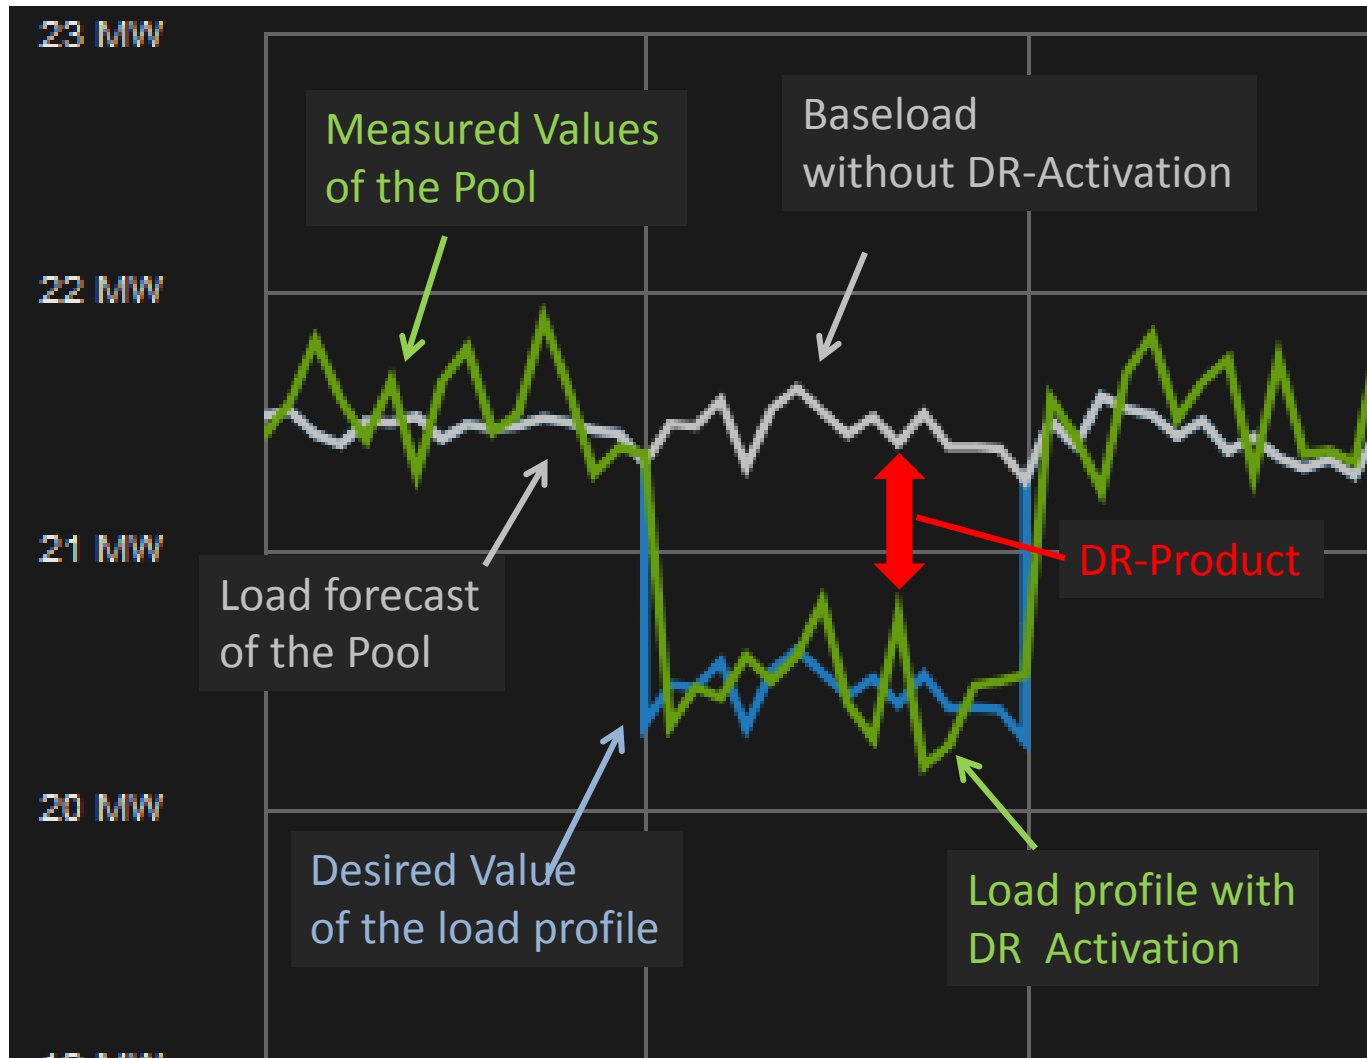 23 MW
Measured Values
of the Pool
Baseload
without DR-Activation
22 MW
21 MW
DR-Product
Load forecast
of the Pool
20 MW
Desired Value
of the load profile
Load profile with
DR Activation